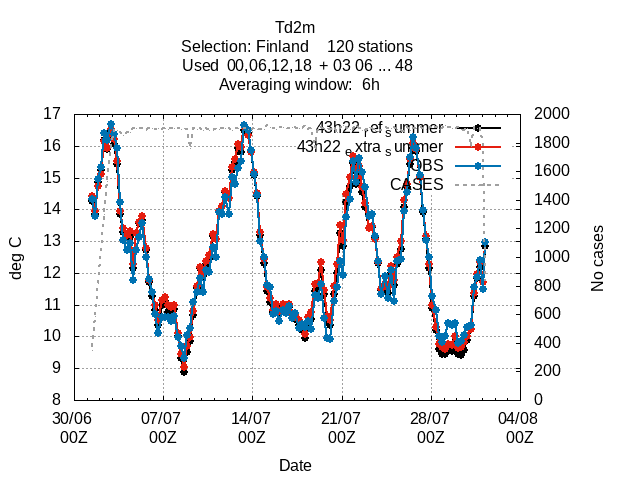 Td2m
Selection: Finland 120 stations
Used 00,06,12,18 + 03 06 ... 48
Averaging window: 6h
17
16
15
14
13
12
11
10
9
8
deg C
2000
1800
1600
1400
1200
1000
800
600
400
200
0
No cases
43h22_ref_summer
43h22_extra_summer
OBS
CASES
30/06 07/07 14/07 21/07 28/07 04/08
00Z 00Z 00Z 00Z 00Z 00Z
Date